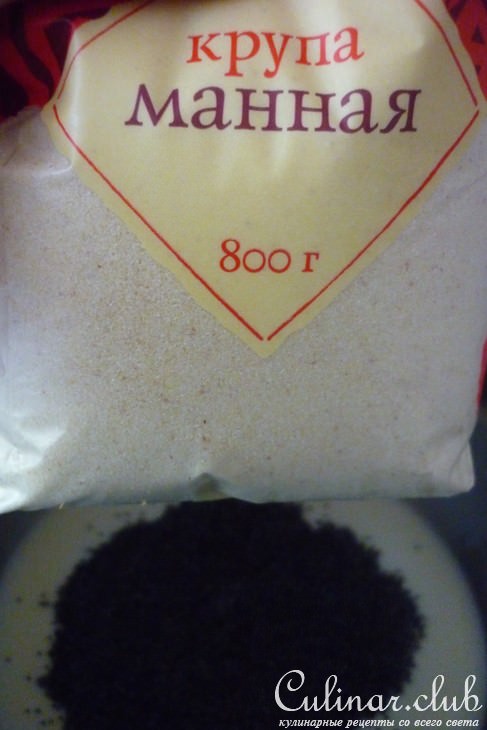 крупа
манная
800 г
Culinar.club
кулинарные рецепты со всего света